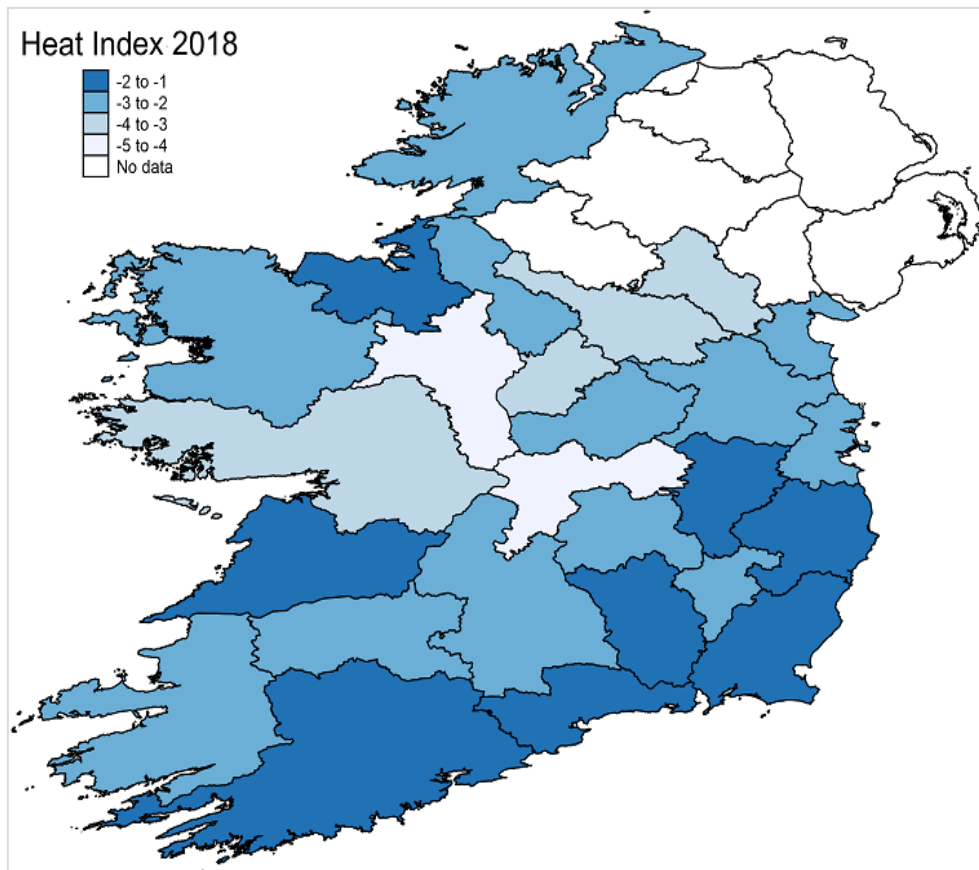 Heat Index 2018
-2 to -1
-3 to -2
-4 to -3
-5 to -4
No data